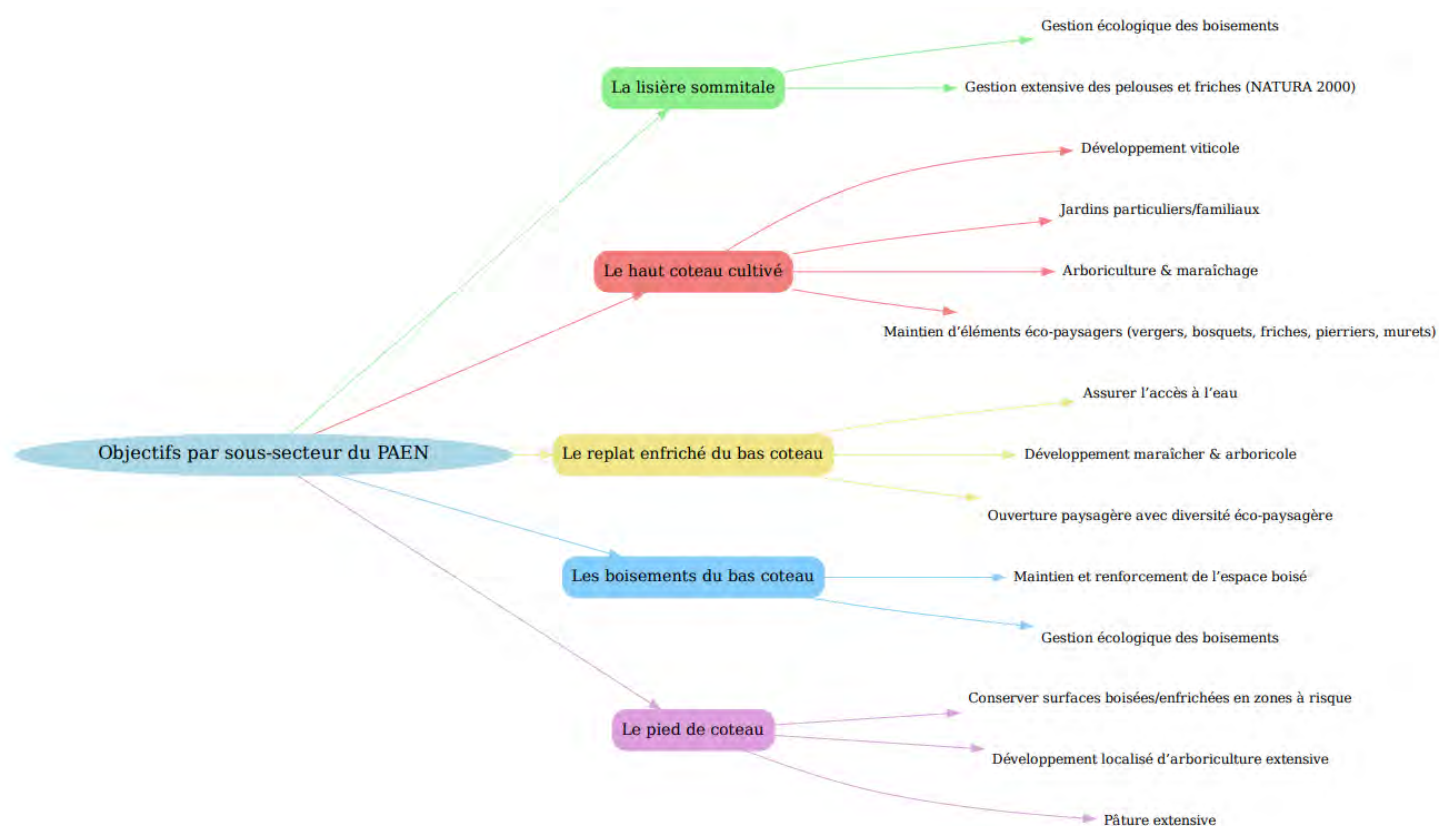 Objectifs par sous-secteur du PAEN
La lisière sommitale
Gestion écologique des boisements
Gestion extensive des pelouses et friches (NATURA 2000)
Le haut coteau cultivé
Développement viticole
Jardins particuliers/familiaux
Arboriculture & maraîchage
Maintien d’éléments éco-paysagers (vergers, bosquets, friches, pierriers, murets)
Le replat enfriché du bas coteau
Assurer l’accès à l’eau
Développement maraîcher & arboricole
Ouverture paysagère avec diversité éco-paysagère
Les boisements du bas coteau
Maintien et renforcement de l’espace boisé
Gestion écologique des boisements
Le pied de coteau
Conserver surfaces boisées/enfrichées en zones à risque
Développement localisé d’arboriculture extensive
Pâture extensive